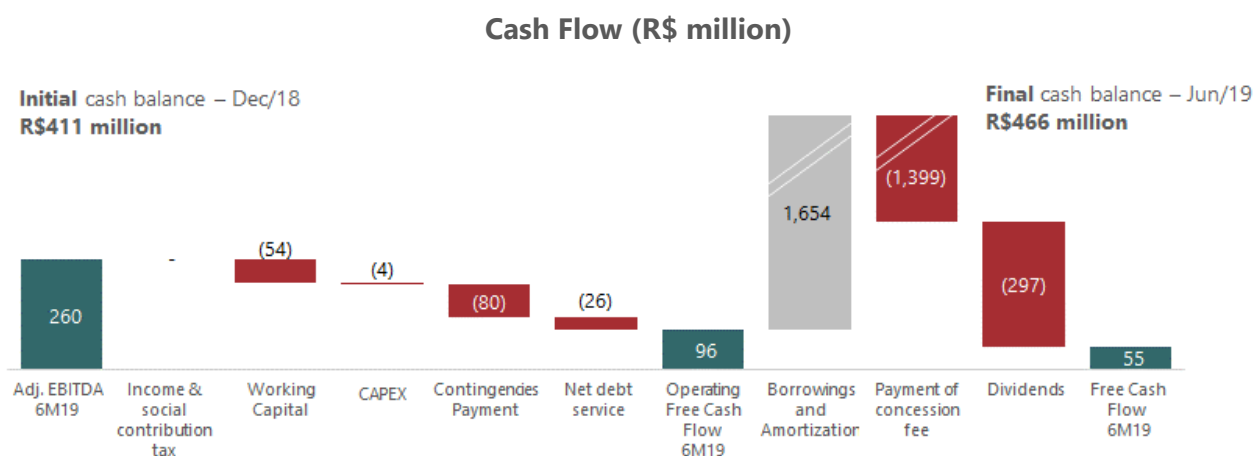 Cash Flow (R$ million)
Initial cash balance – Dec/18
R$411 million
Final cash balance – Jun/19
R$466 million
260
-
(54)
(4)
(80)
(26)
96
1,654
(1,399)
(297)
55
Adj. EBITDA
6M19
Income &
social
contribution
tax
Working
Capital
CAPEX
Contingencies
Payment
Net debt
service
Operating
Free Cash
Flow
6M19
Borrowings
and
Amortization
Payment of
concession
fee
Dividends
Free Cash
Flow
6M19